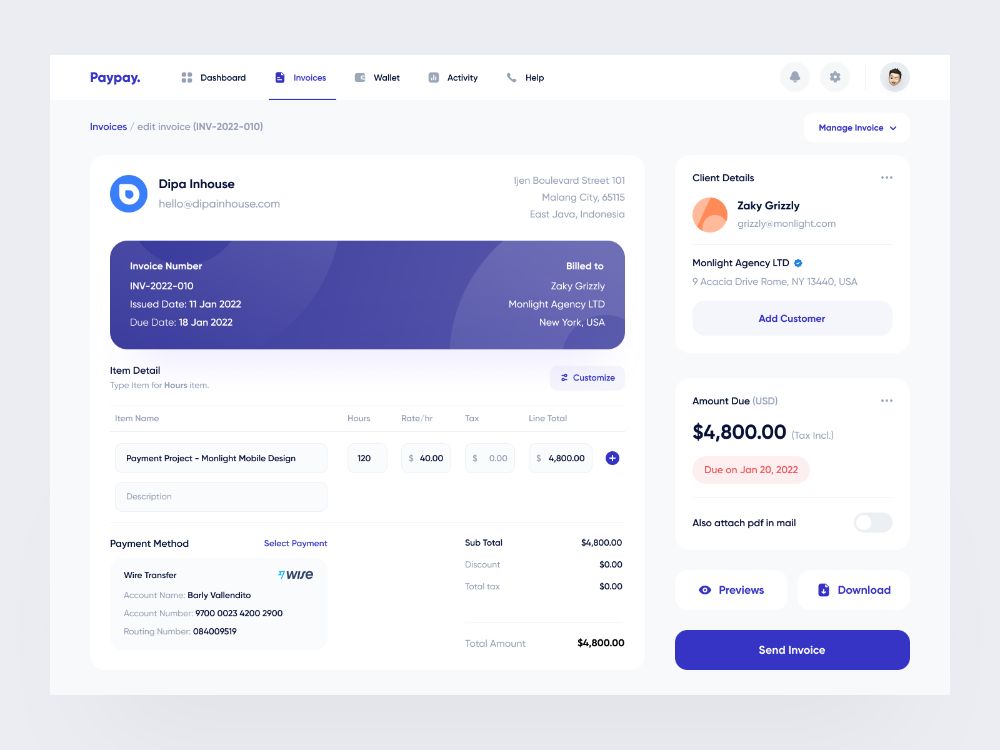 Paypay.
Dashboard
Invoices
Wallet
Activity
Help
Invoices / edit invoice (INV-2022-010)
Manage Invoice
Dipa Inhouse
hello@dipainhouse.com
Ijen Boulevard Street 101
Malang City, 65115
East Java, Indonesia
Invoice Number
INV-2022-010
Issued Date: 11 Jan 2022
Due Date: 18 Jan 2022
Billed to
Zaky Grizzly
Monlight Agency LTD
New York, USA
Item Detail
Type item for Hours item.
Customize
Item Name
Hours
Rate/hr
Tax
Line Total
Payment Project - Monlight Mobile Design
120
$ 40.00
$ 0.00
$ 4,800.00
Description
Payment Method
Select Payment
Wire Transfer
wise
Account Name: Barly Vallendito
Account Number: 9700 0023 4200 2900
Routing Number: 084009519
Sub Total $4,800.00
Discount $0.00
Total tax $0.00
Total Amount $4,800.00
Client Details
Zaky Grizzly
grizzly@monlight.com
Monlight Agency LTD
9 Acacia Drive Rome, NY 13440, USA
Add Customer
Amount Due (USD)
$4,800.00 (Tax Incl.)
Due on Jan 20, 2022
Also attach pdf in mail
Previews
Download
Send Invoice